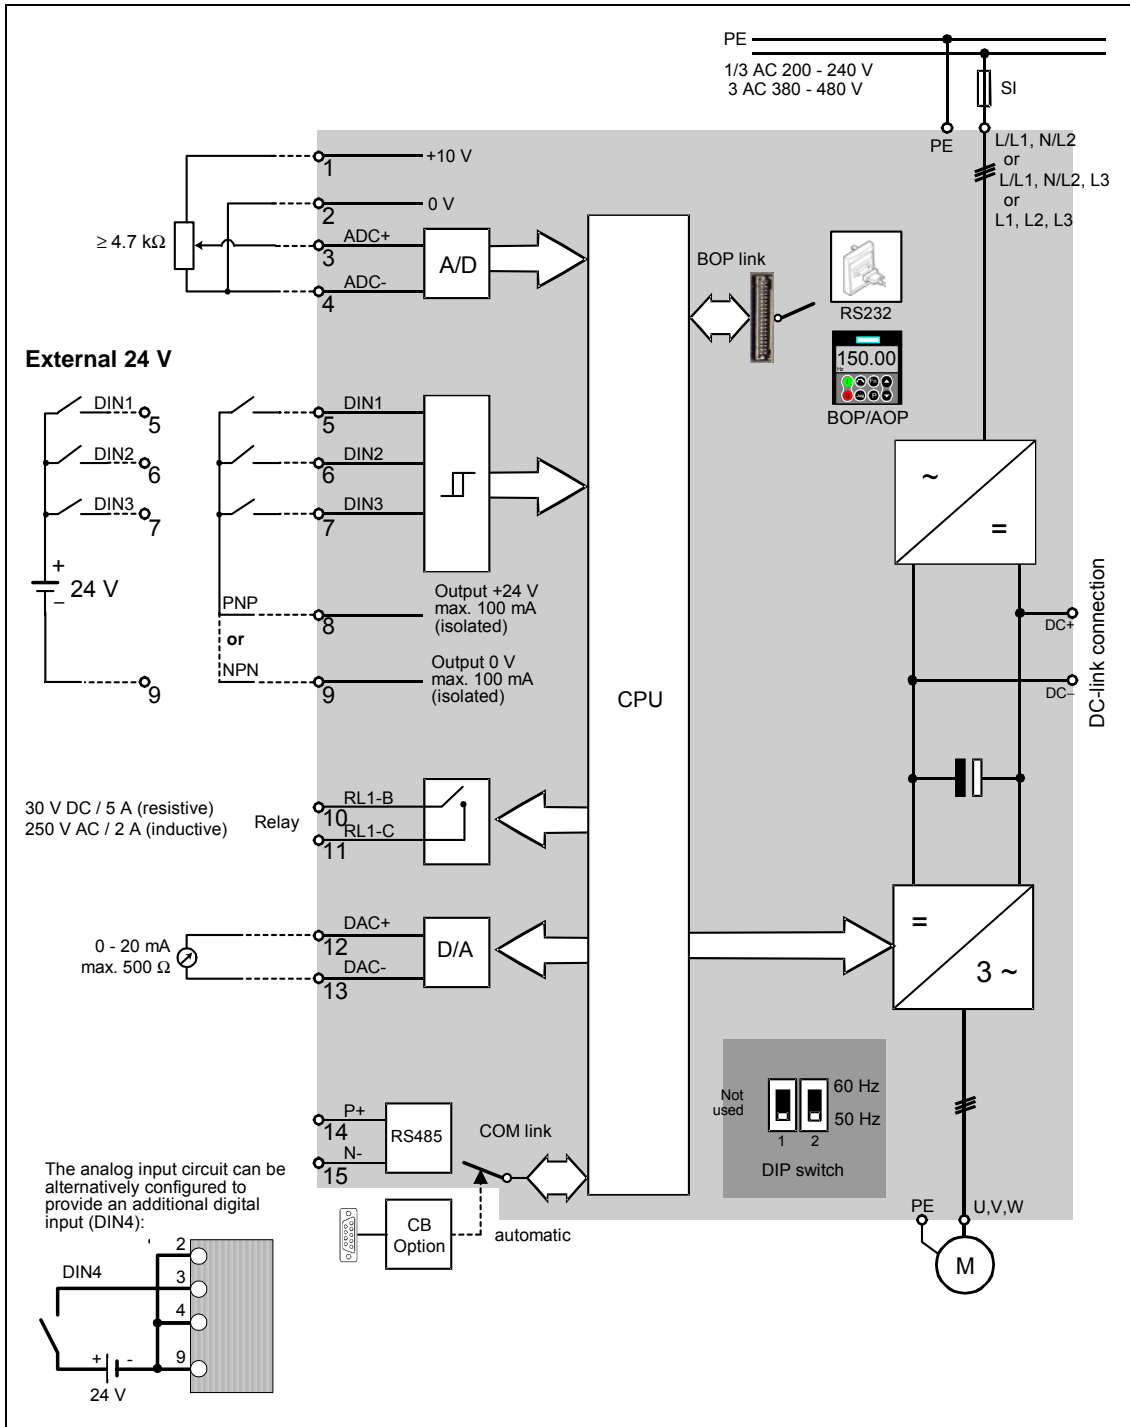 PE
1/3 AC 200 - 240 V
3 AC 380 - 480 V
SI
PE
L/L1, N/L2
or
L/L1, N/L2, L3
or
L1, L2, L3
1
+10 V
2
0 V
≥ 4.7 kΩ
ADC+
3
ADC-
4
A/D
BOP link
RS232
150.00
Hz
BOP/AOP
External 24 V
DIN1
5
DIN2
6
DIN3
7
+
24 V
–
9
DIN1
5
DIN2
6
DIN3
7
PNP
8
or
NPN
9
Output +24 V
max. 100 mA
(isolated)
Output 0 V
max. 100 mA
(isolated)
CPU
~
=
DC+
DC–
DC-link connection
30 V DC / 5 A (resistive)
250 V AC / 2 A (inductive)
Relay
RL1-B
10
RL1-C
11
0 - 20 mA
max. 500 Ω
DAC+
12
DAC-
13
D/A
=
3 ~
P+
14
N-
15
RS485
COM link
CB
Option
automatic
Not
used
60 Hz
50 Hz
1 2
DIP switch
PE
U,V,W
M
The analog input circuit can be
alternatively configured to
provide an additional digital
input (DIN4):
DIN4
2
3
4
9
+ -
24 V